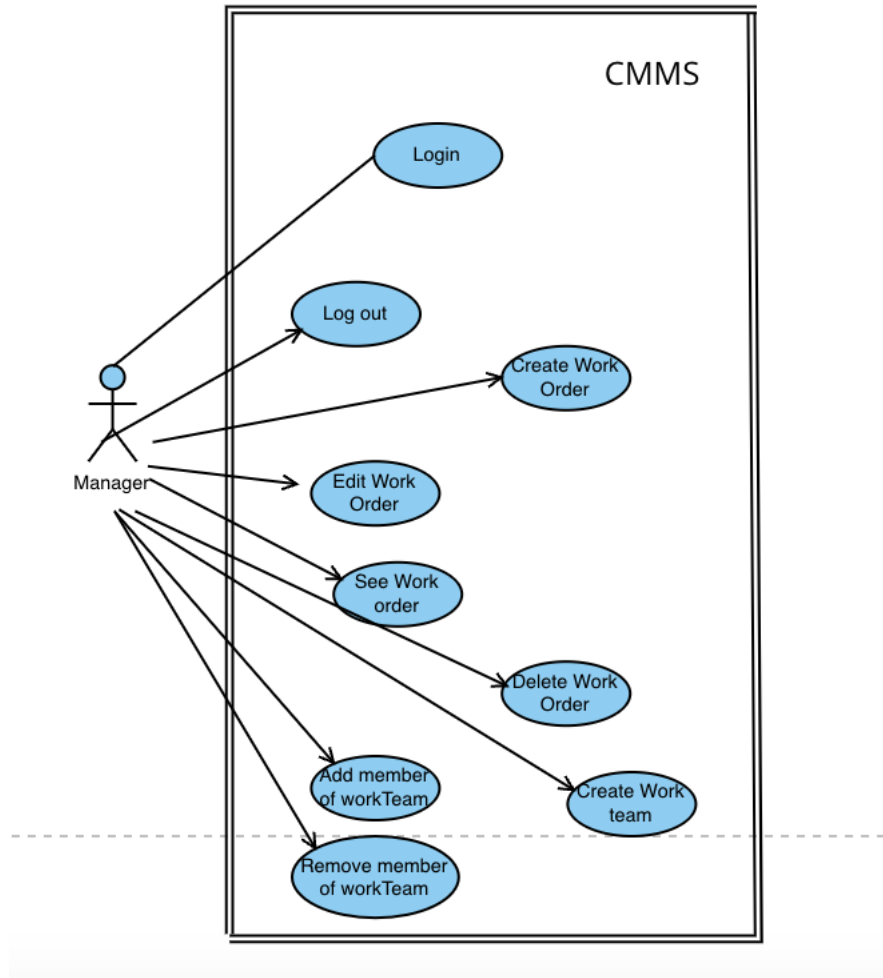 CMMS
Login
Log out
Create Work
Order
Manager
Edit Work
Order
See Work
order
Delete Work
Order
Add member
of workTeam
Create Work
team
Remove member
of workTeam